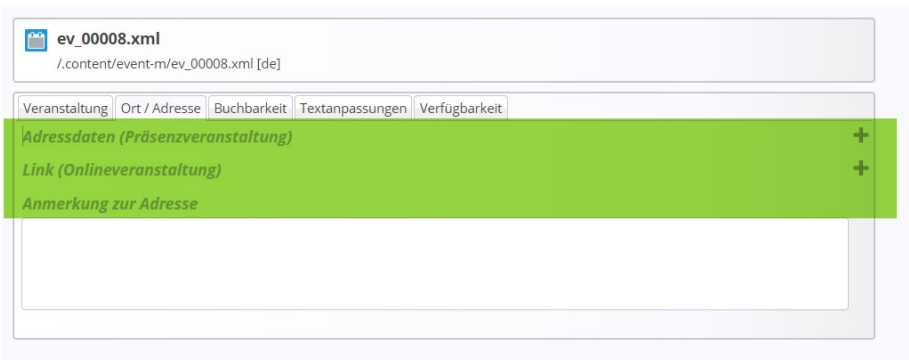 ev_00008.xml
/.content/event-m/ev_00008.xml [de]
Veranstaltung Ort / Adresse Buchbarkeit Textanpassungen Verfügbarkeit
Adressdaten (Präsenzveranstaltung)
Link (Onlineveranstaltung)
Anmerkung zur Adresse